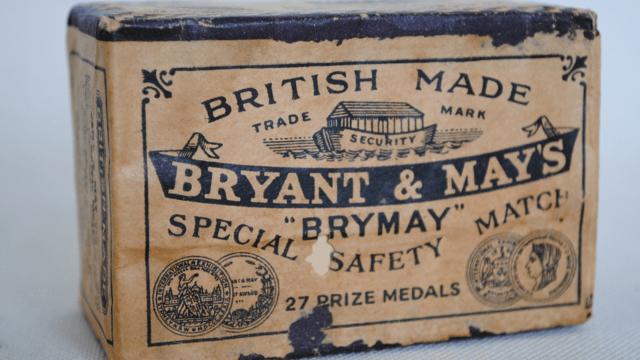 BRITISH MADE
TRADE MARK
SECURITY
BRYANT & MAY'S
"BRYMAY"
SPECIAL SAFETY MATCH
27 PRIZE MEDALS